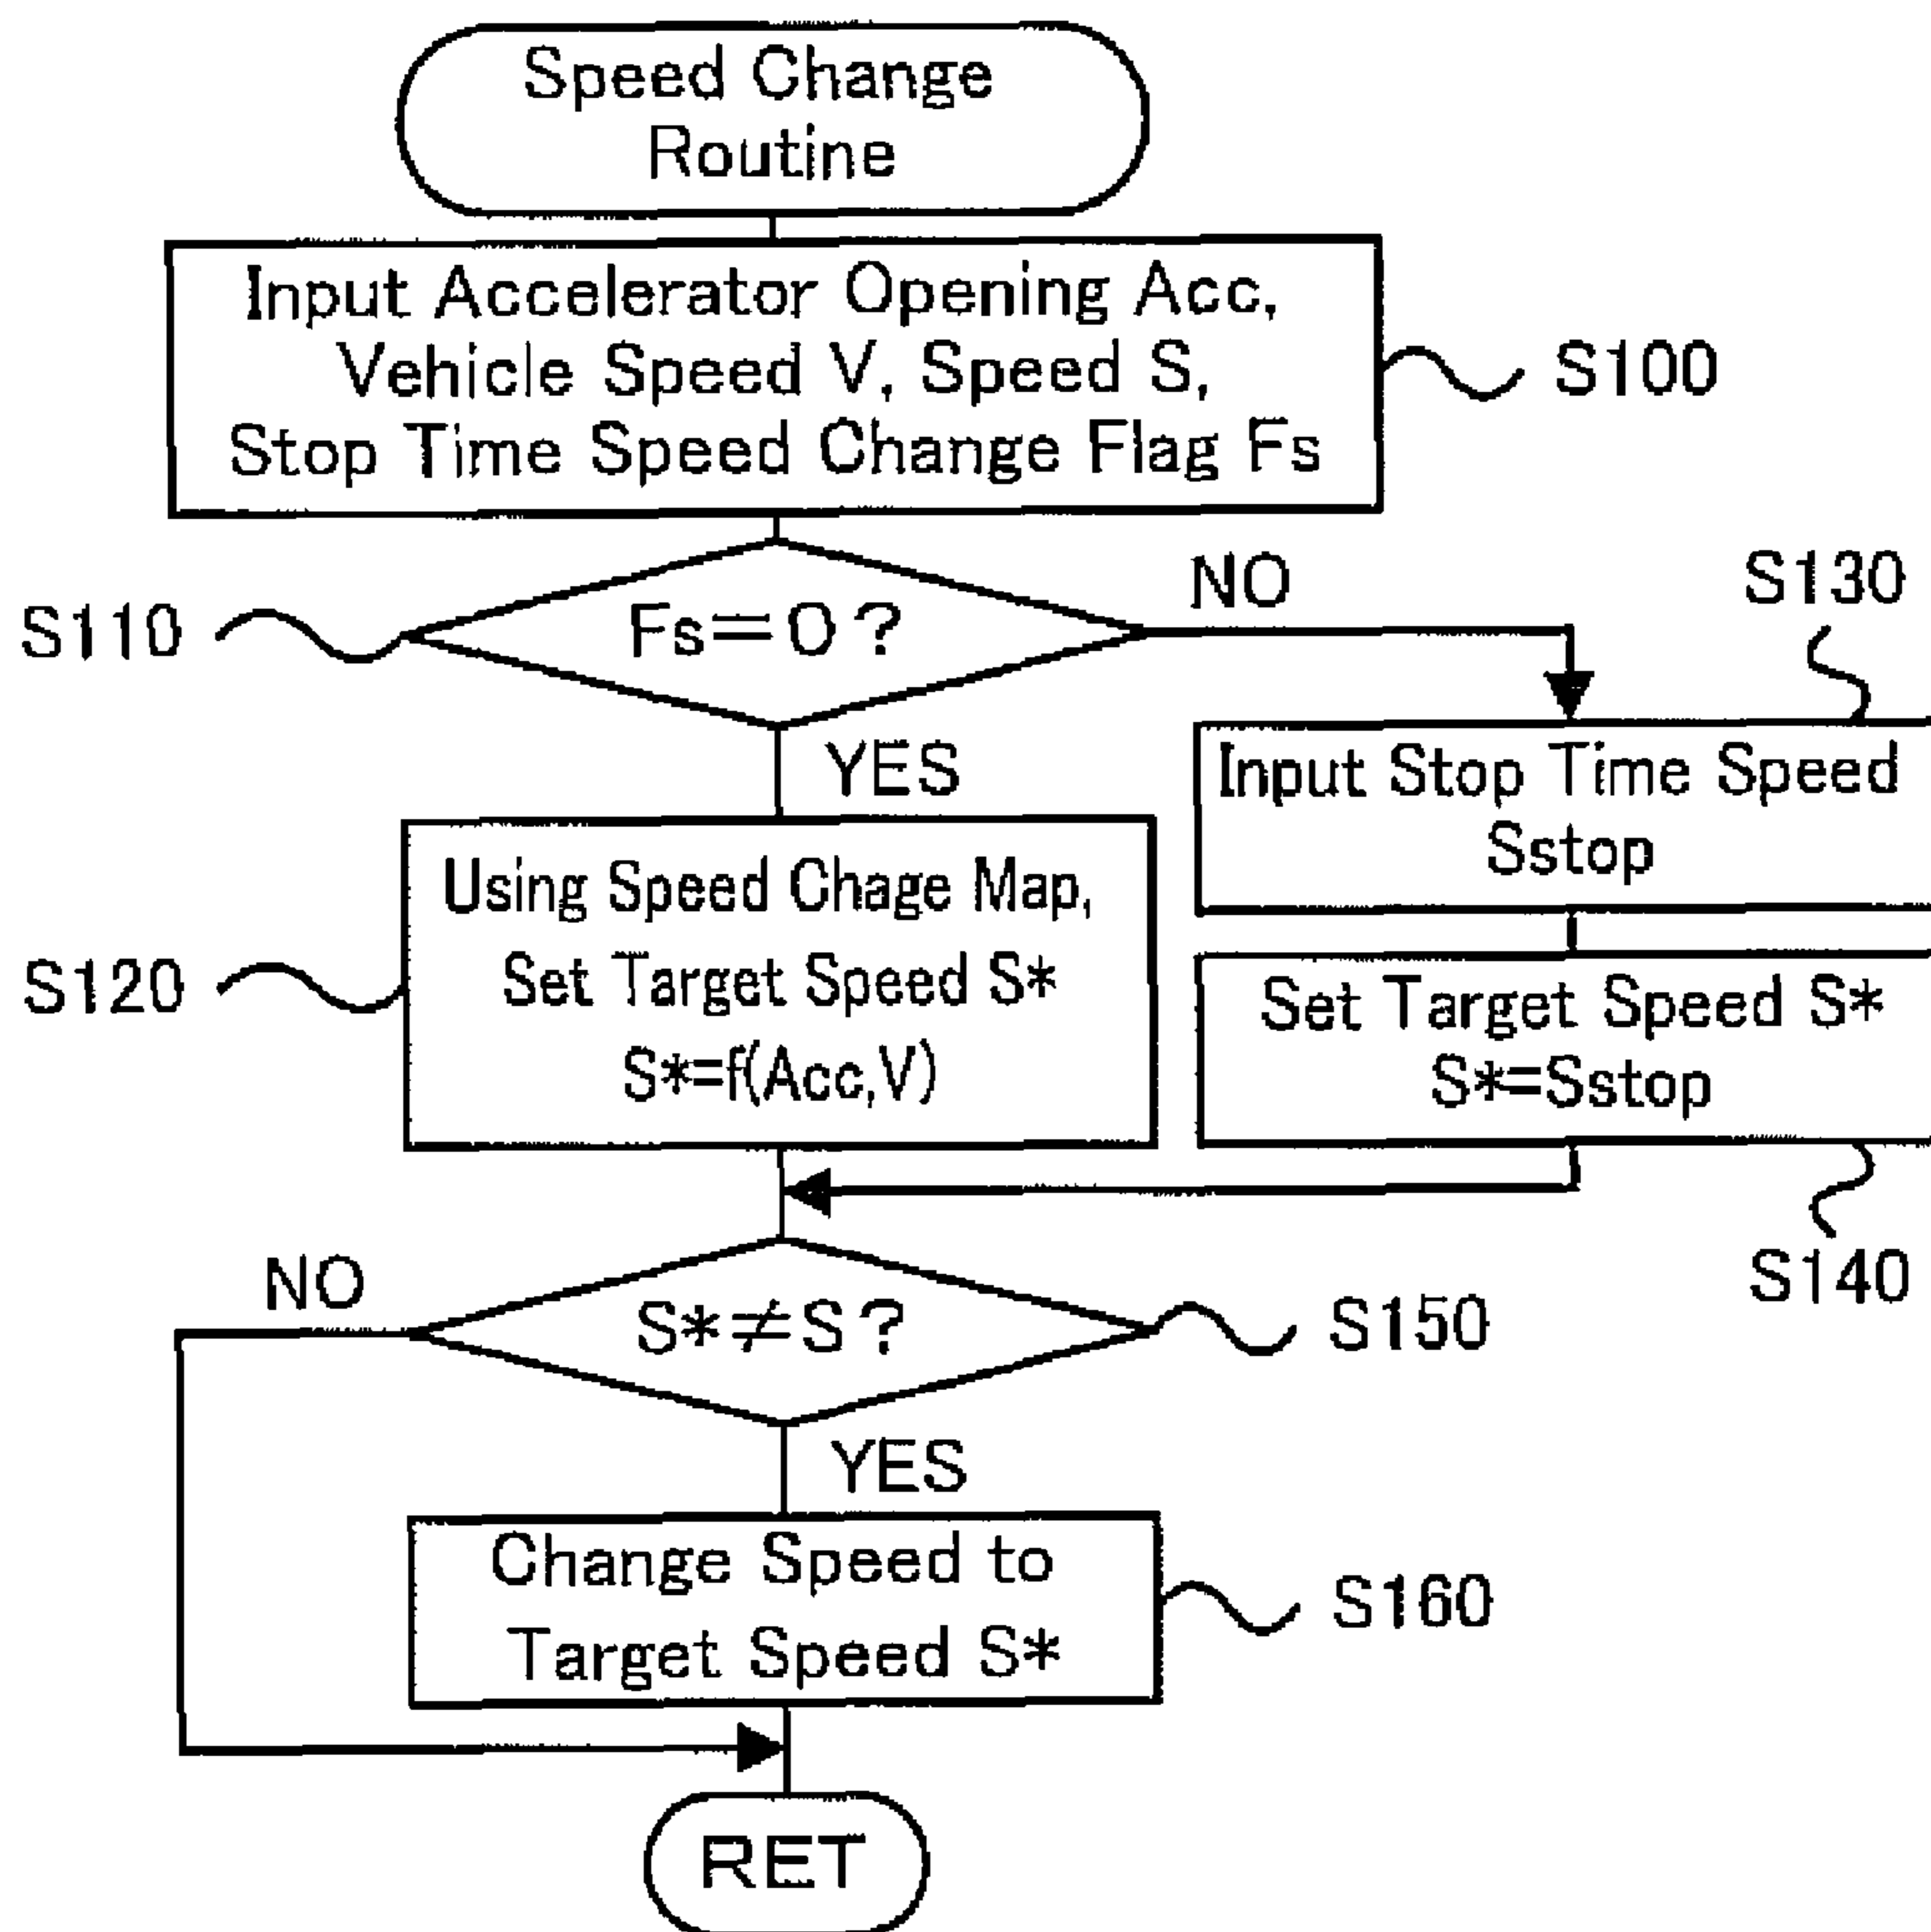 Speed Change
Routine
Input Accelerator Opening Acc,
Vehicle Speed V, Speed S,
Stop Time Speed Change Flag Fs
S100
S110
Fs=0?
NO
S130
YES
Input Stop Time Speed
Sstop
Using Speed Chage Map,
Set Target Speed S*
S*=f(Acc,V)
S120
Set Target Speed S*
S*=Sstop
S140
NO
S*≠S?
S150
YES
Change Speed to
Target Speed S*
S160
RET